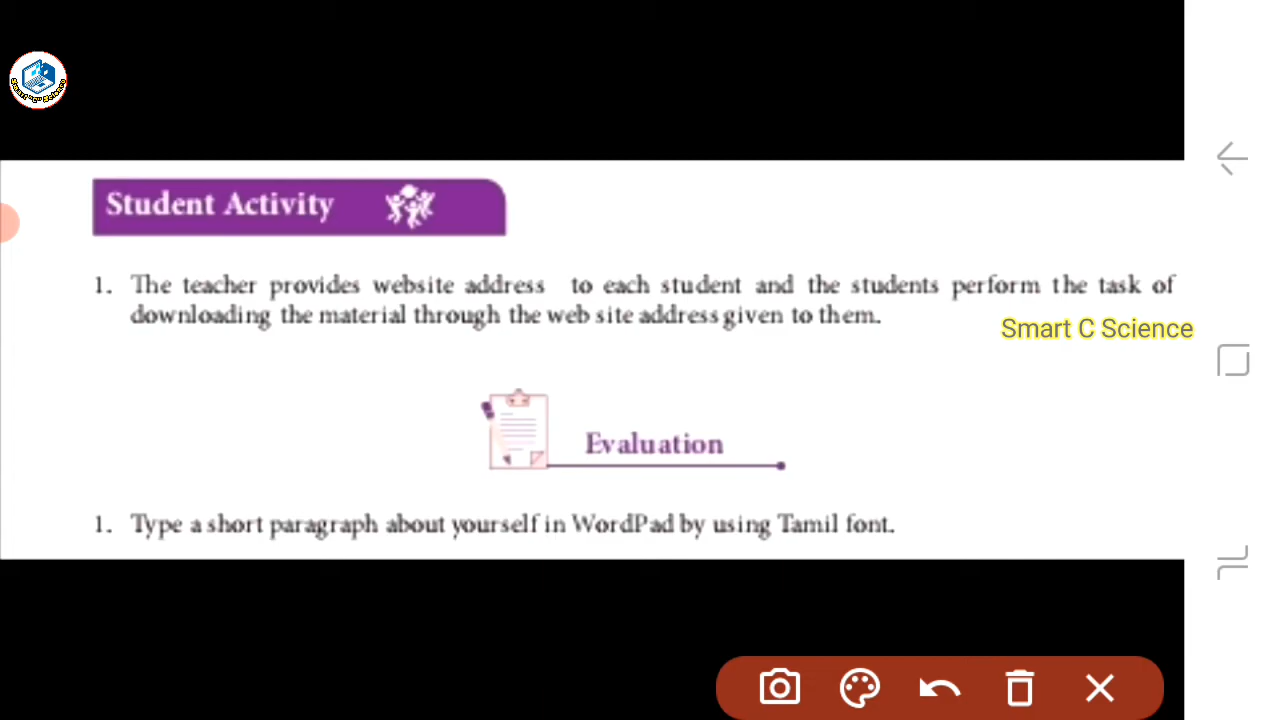 Smart "C" Science
Student Activity
1. The teacher provides website address to each student and the students perform the task of
downloading the material through the web site address given to them.
Smart C Science
Evaluation
1. Type a short paragraph about yourself in WordPad by using Tamil font.